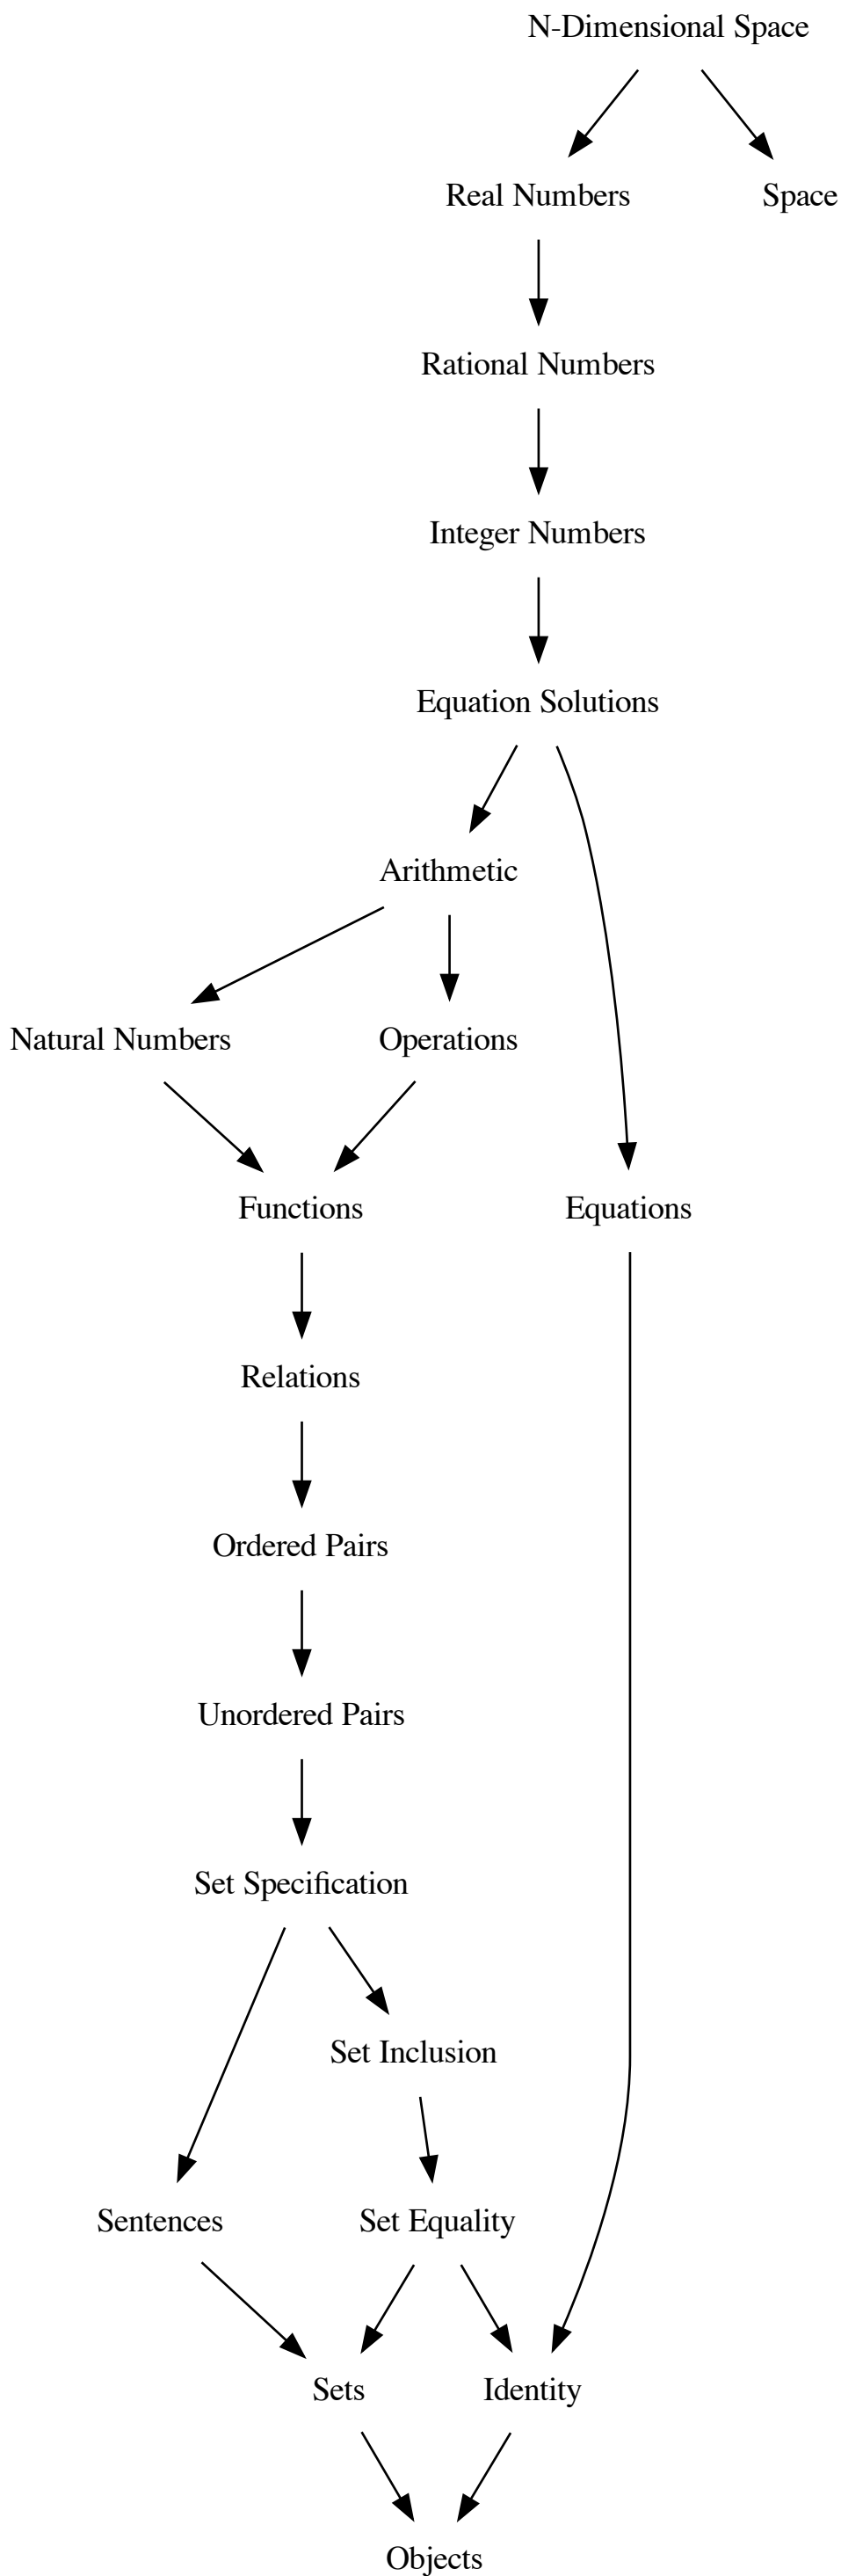 N-Dimensional Space
Real Numbers
Space
Rational Numbers
Integer Numbers
Equation Solutions
Arithmetic
Natural Numbers
Operations
Functions
Equations
Relations
Ordered Pairs
Unordered Pairs
Set Specification
Set Inclusion
Sentences
Set Equality
Sets
Identity
Objects